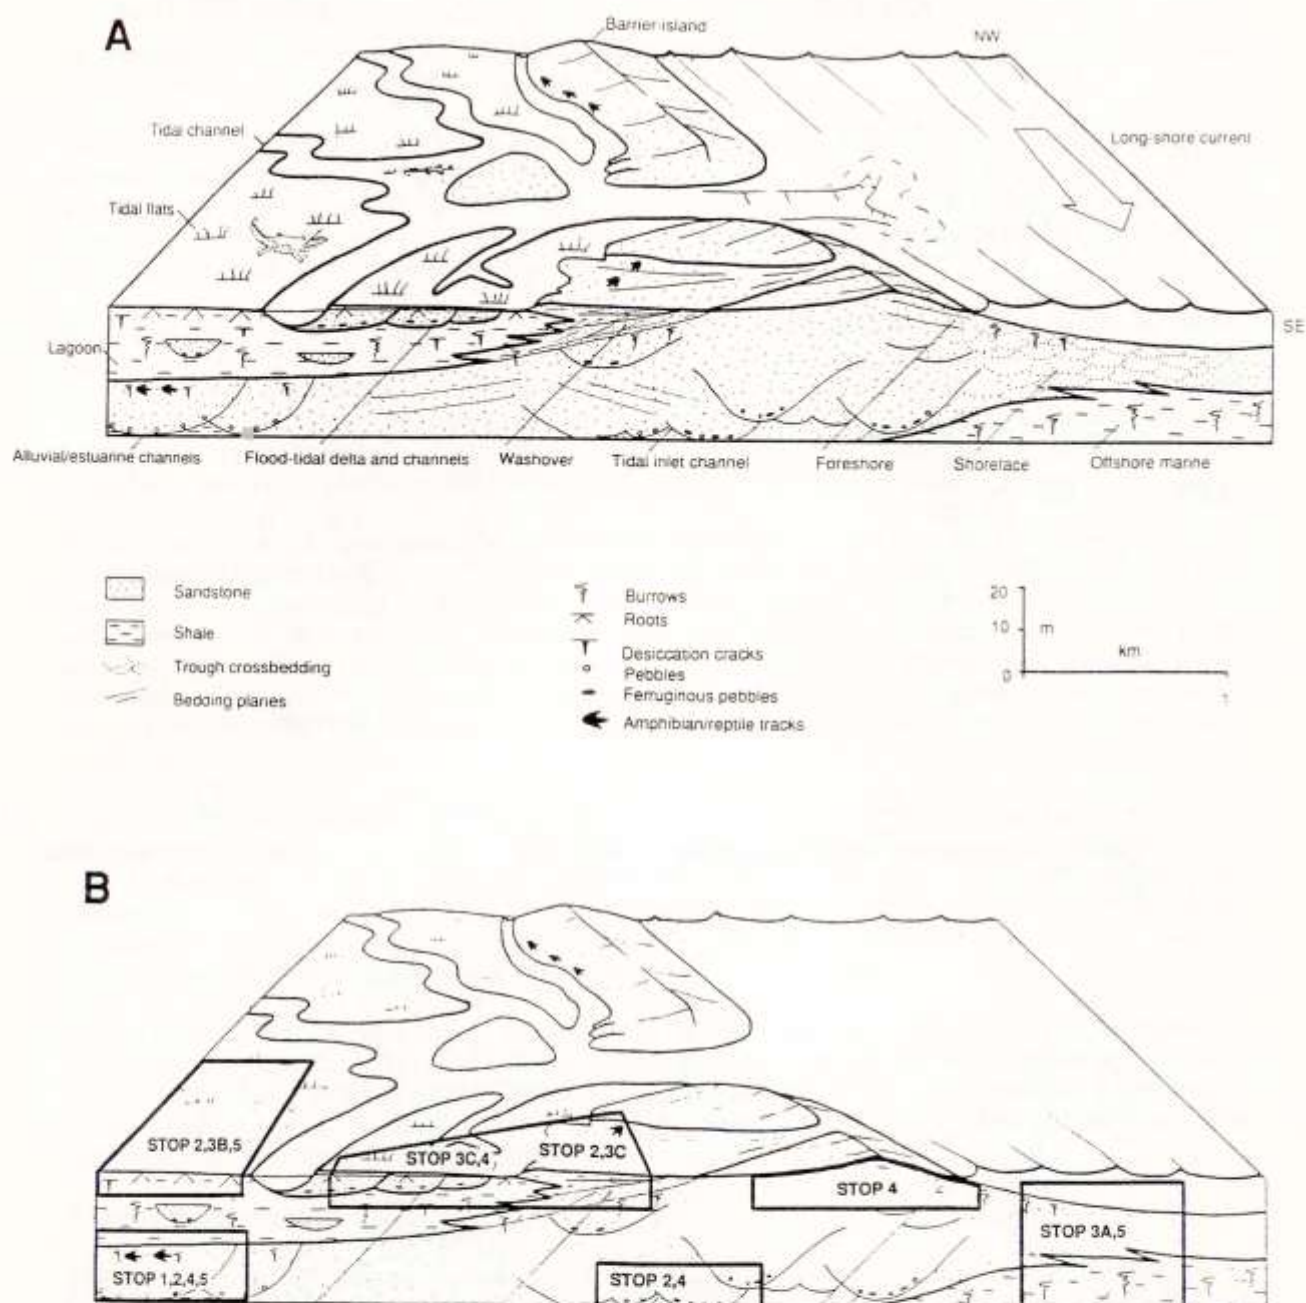 A
Barrier island
NW
Tidal channel
Long-shore current
Tidal flats
SE
Lagoon
Alluvial/estuarine channels
Flood-tidal delta and channels
Washover
Tidal inlet channel
Foreshore
Shoreface
Offshore marine
Sandstone
Shale
Trough crossbedding
Bedding planes
Burrows
Roots
Desiccation cracks
Pebbles
Ferruginous pebbles
Amphibian/reptile tracks
20
10
m
km
0
1
B
STOP 2,3B,5
STOP 3C,4
STOP 2,3C
STOP 4
STOP 3A,5
STOP 1,2,4,5
STOP 2,4